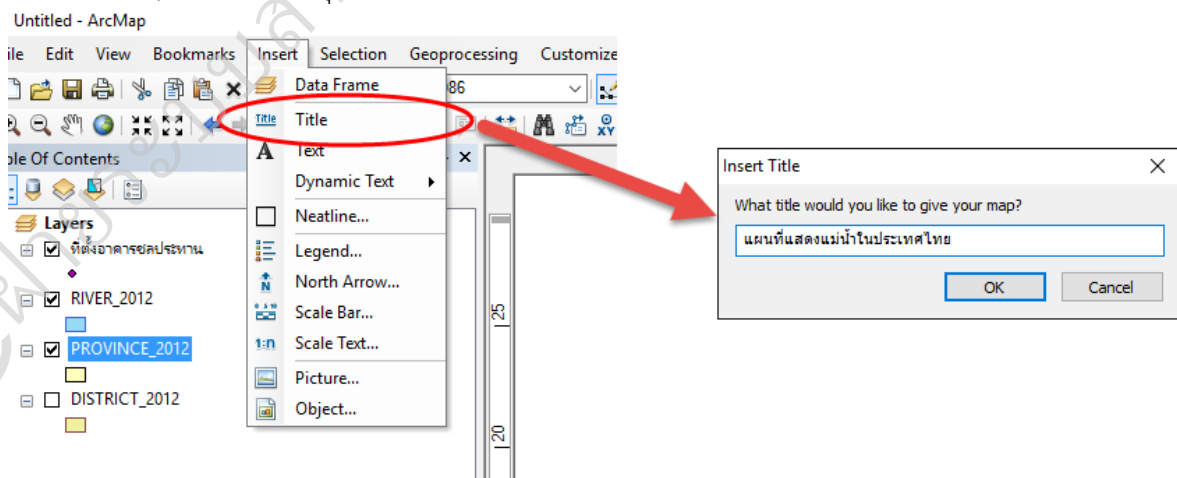 Untitled - ArcMap
ile Edit View Bookmarks Insert Selection Geoprocessing Customize
Data Frame
Title Title
A Text
Dynamic Text
Neatline...
Legend...
N North Arrow...
Scale Bar...
1:n Scale Text...
Picture...
Object...
ble Of Contents
Layers
ที่ตั้งอาคารชลประทาน
RIVER_2012
PROVINCE_2012
DISTRICT_2012
25
20
Insert Title
What title would you like to give your map?
แผนที่แสดงแม่น้ำในประเทศไทย
OK Cancel